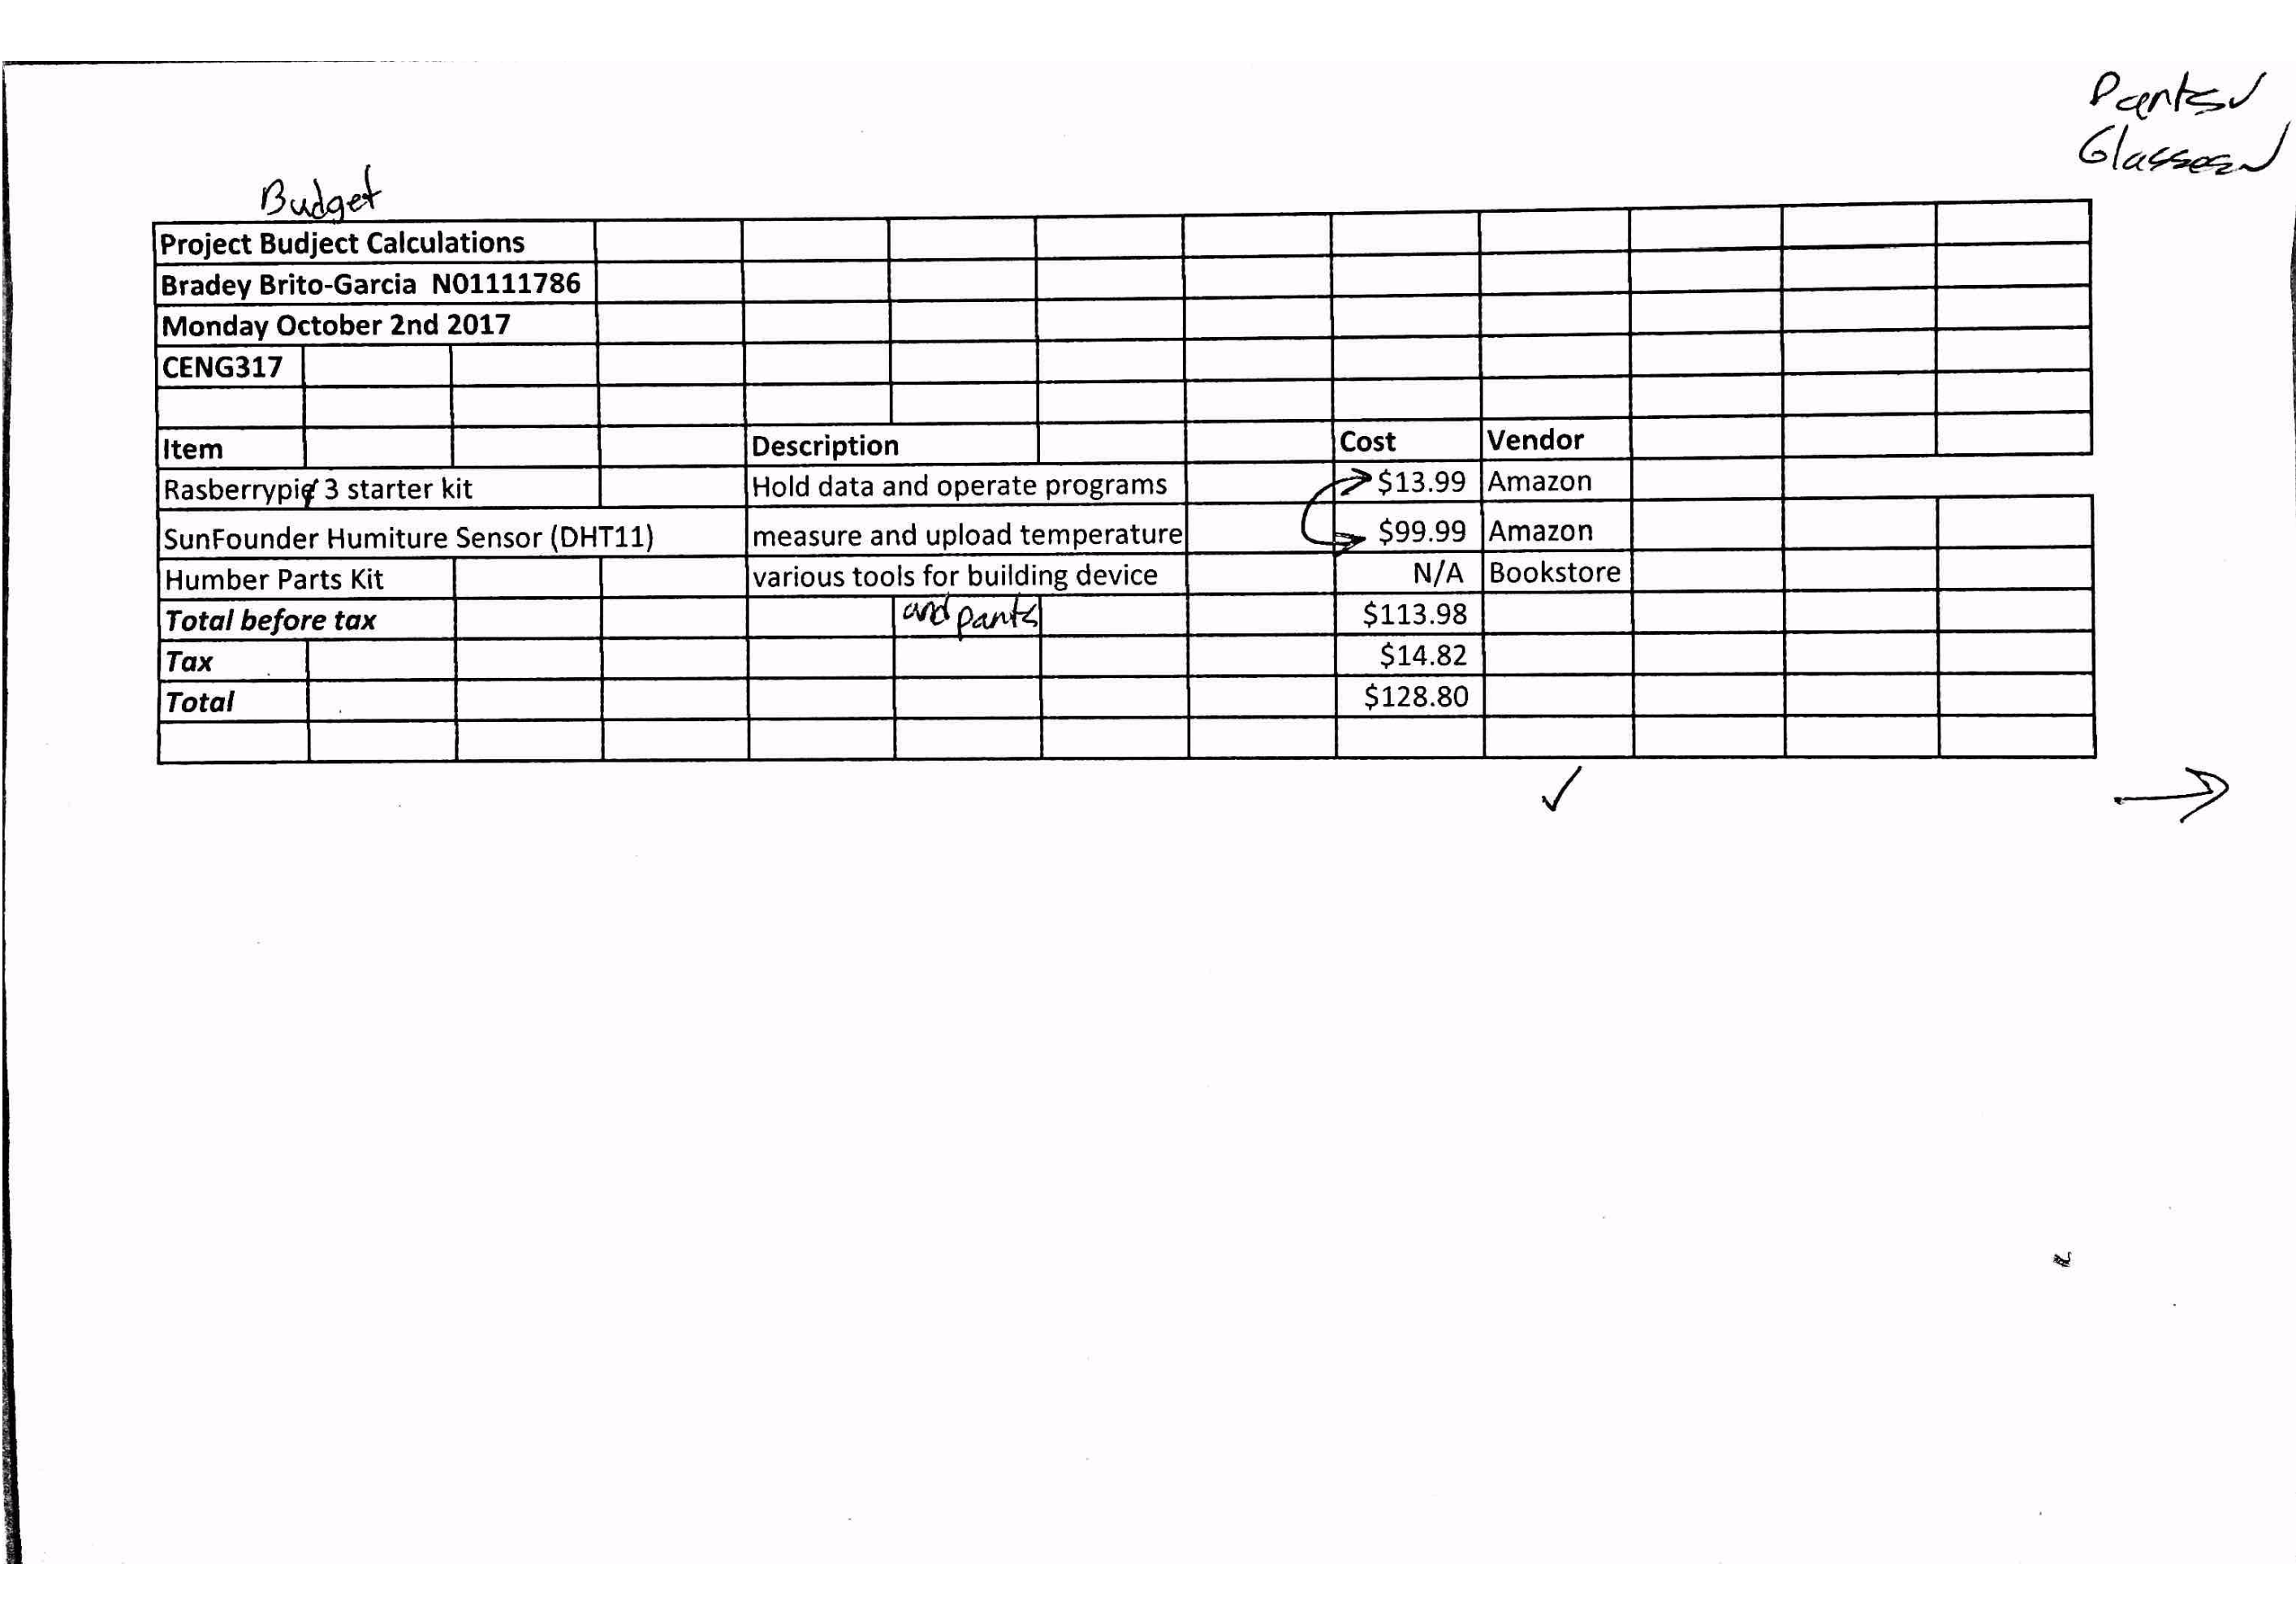 Pants ✓
Glasses ✓
Budget
Project Budject Calculations
Bradey Brito-Garcia N01111786
Monday October 2nd 2017
CENG317
Item Description Cost Vendor
Rasberrypie 3 starter kit Hold data and operate programs $13.99 Amazon
SunFounder Humiture Sensor (DHT11) measure and upload temperature $99.99 Amazon
Humber Parts Kit various tools for building device N/A Bookstore
and pants
Total before tax $113.98
Tax $14.82
Total $128.80
✓
→